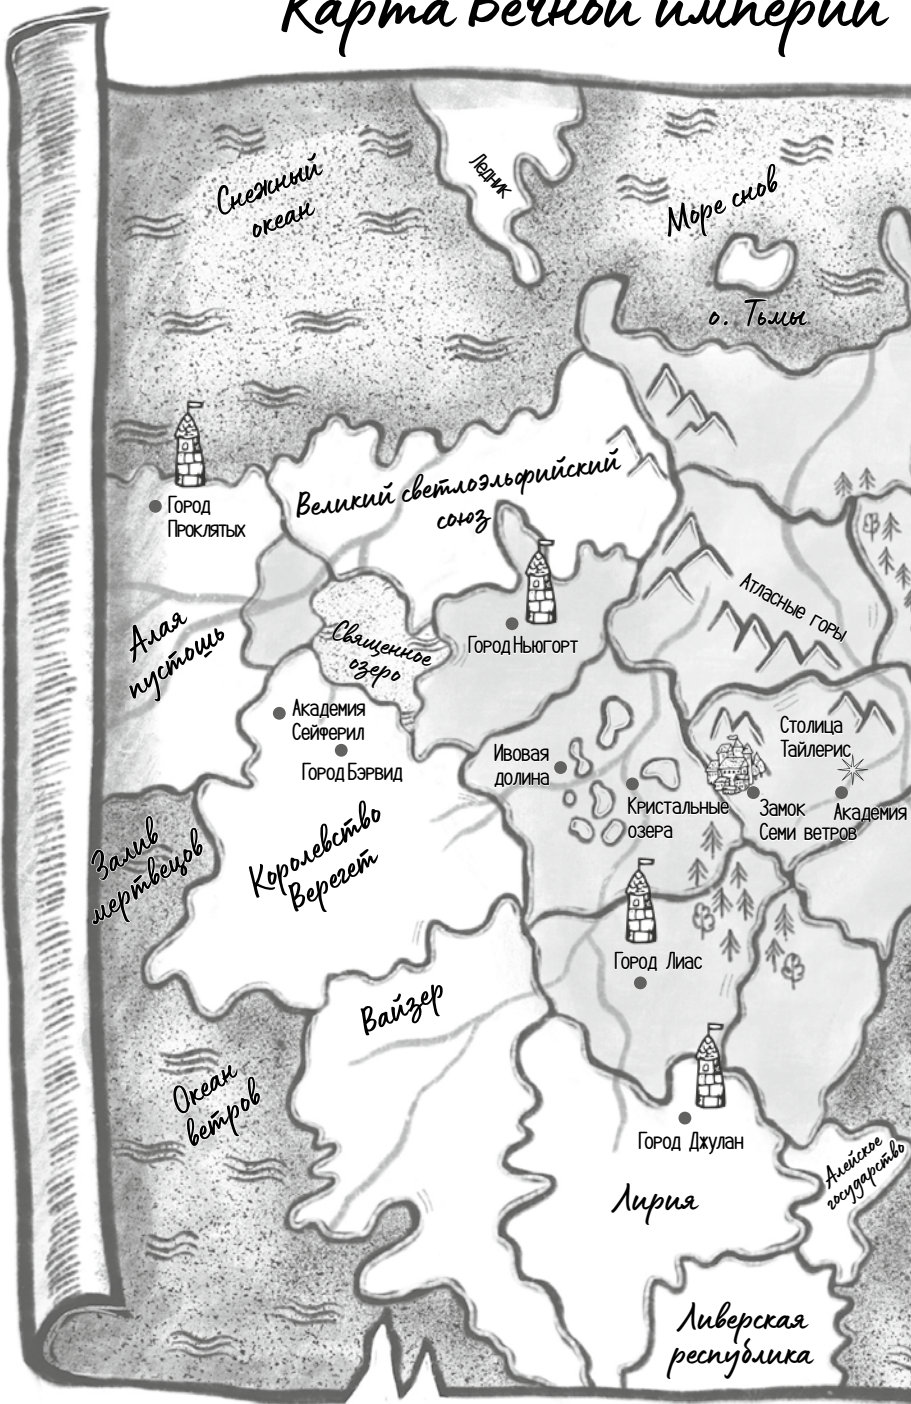 Карта Вечной империи
Снежный
океан
Ледник
Море снов
о. Тьмы
Город
Проклятых
Великий светлоэльфийский
союз
Атласные горы
Алая
пустошь
Священное
озеро
Город Ньюгорт
Академия
Сейферил
Город Бэрвид
Ивовая
долина
Кристальные
озера
Столица
Тайлерис
Замок
Семи ветров
Академия
Залив
мертвецов
Королевство
Верегет
Город Лиас
Вайзер
Океан
ветров
Город Джулан
Алейское
государство
Лирия
Ливерская
республика